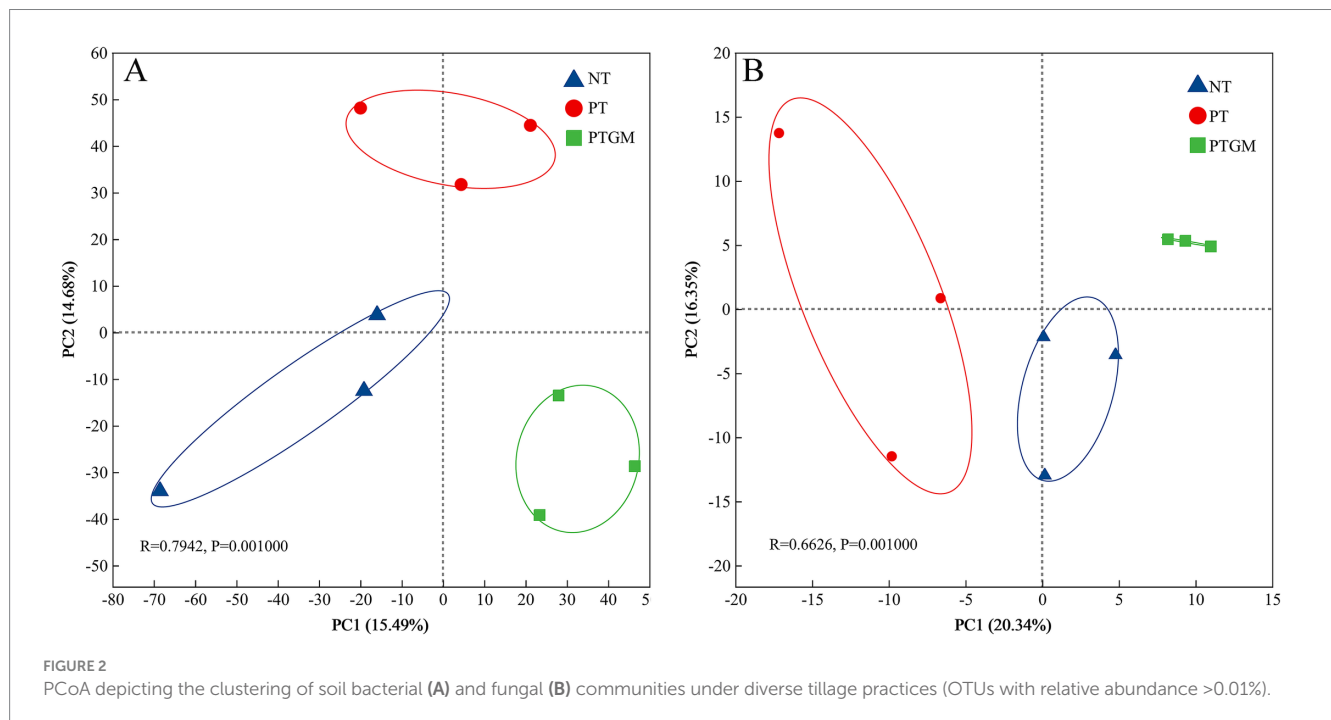 A
NT
PT
PTGM
60
50
40
30
20
10
0
-10
-20
-30
-40
-50
PC2 (14.68%)
R=0.7942, P=0.001000
-80 -70 -60 -50 -40 -30 -20 -10 0 10 20 30 40 5
PC1 (15.49%)
B
NT
PT
PTGM
20
15
10
5
0
-5
-10
-15
-20
PC2 (16.35%)
R=0.6626, P=0.001000
-20 -15 -10 -5 0 5 10 15
PC1 (20.34%)
FIGURE 2
PCoA depicting the clustering of soil bacterial (A) and fungal (B) communities under diverse tillage practices (OTUs with relative abundance >0.01%).